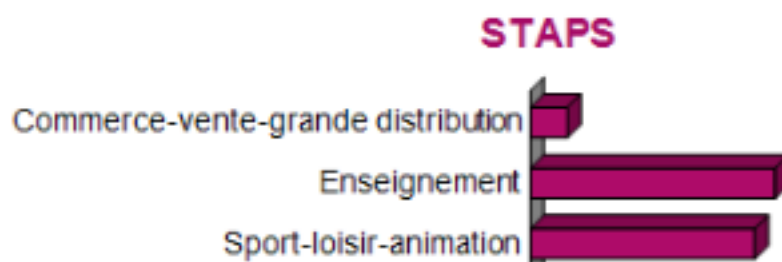 STAPS
Commerce-vente-grande distribution
Enseignement
Sport-loisir-animation